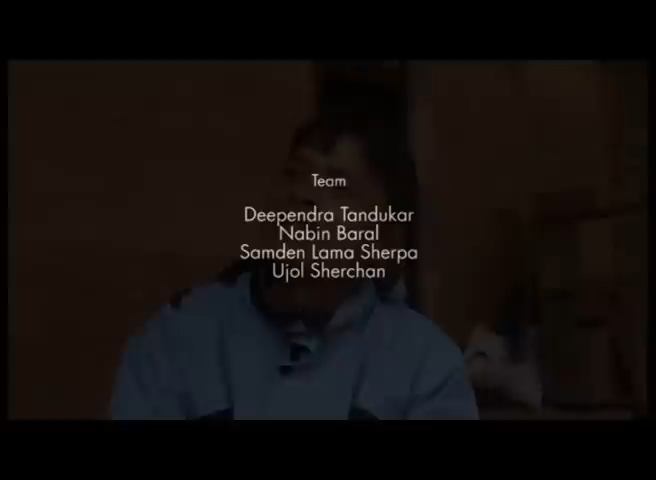 Team
Deependra Tandukar
Nabin Baral
Samden Lama Sherpa
Ujol Sherchan